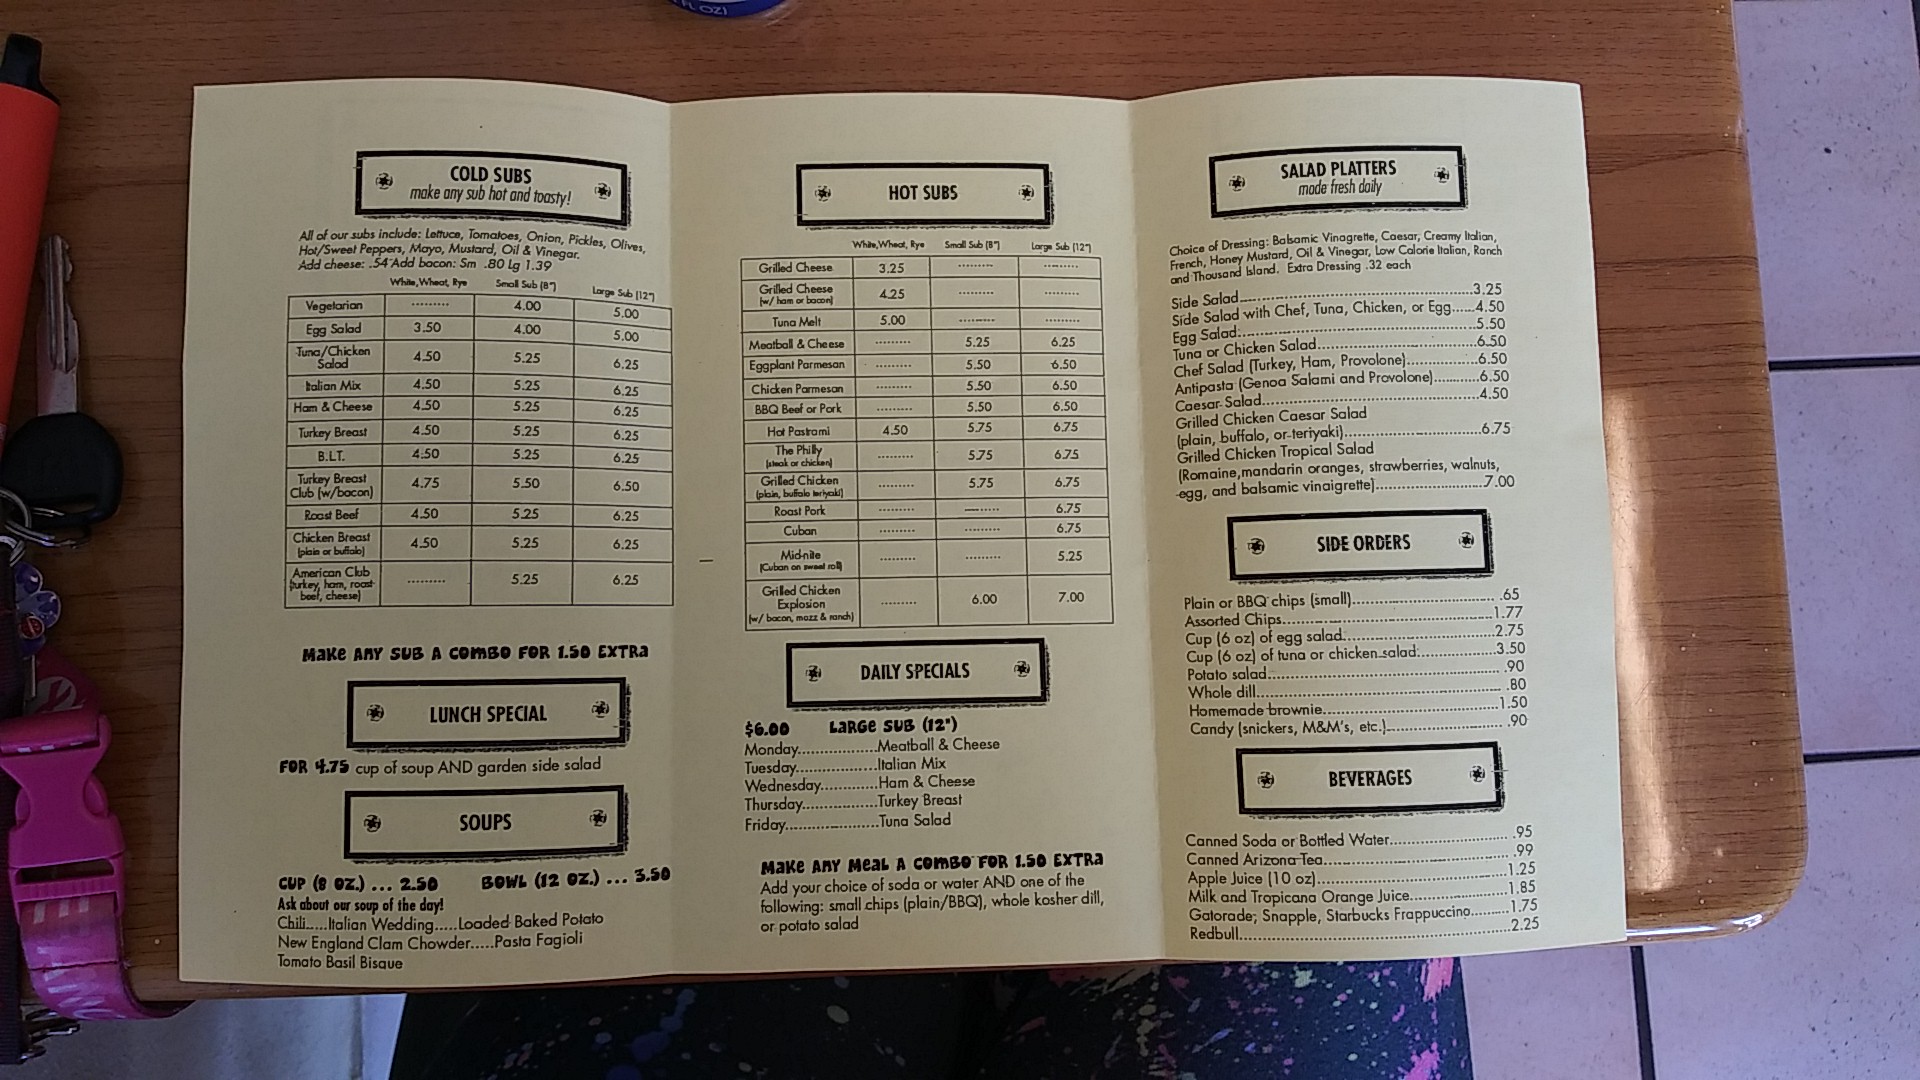 FL OZ)
COLD SUBS
make any sub hot and toasty!
All of our subs include: Lettuce, Tomatoes, Onion, Pickles, Olives,
Hot/Sweet Peppers, Mayo, Mustard, Oil & Vinegar.
Add cheese: .54 Add bacon: Sm .80 Lg 1.39
White,Wheat, Rye Small Sub (8") Large Sub (12")
Vegetarian ......... 4.00 5.00
Egg Salad 3.50 4.00 5.00
Tuna/Chicken
Salad 4.50 5.25 6.25
Italian Mix 4.50 5.25 6.25
Ham & Cheese 4.50 5.25 6.25
Turkey Breast 4.50 5.25 6.25
B.L.T. 4.50 5.25 6.25
Turkey Breast
Club (w/bacon) 4.75 5.50 6.50
Roast Beef 4.50 5.25 6.25
Chicken Breast
(plain or buffalo) 4.50 5.25 6.25
American Club
(turkey, ham, roast
beef, cheese) ......... 5.25 6.25
Make any sub a combo for 1.50 extra
LUNCH SPECIAL
For 4.75 cup of soup AND garden side salad
SOUPS
Cup (8 oz.) ... 2.50 Bowl (12 oz.) ... 3.50
Ask about our soup of the day!
Chili.....Italian Wedding.....Loaded Baked Potato
New England Clam Chowder.....Pasta Fagioli
Tomato Basil Bisque
HOT SUBS
White,Wheat, Rye Small Sub (8") Large Sub (12")
Grilled Cheese 3.25 ......... .........
Grilled Cheese
(w/ ham or bacon) 4.25 ......... .........
Tuna Melt 5.00 ......... .........
Meatball & Cheese ......... 5.25 6.25
Eggplant Parmesan ......... 5.50 6.50
Chicken Parmesan ......... 5.50 6.50
BBQ Beef or Pork ......... 5.50 6.50
Hot Pastrami 4.50 5.75 6.75
The Philly
(steak or chicken) ......... 5.75 6.75
Grilled Chicken
(plain, buffalo teriyaki) ......... 5.75 6.75
Roast Pork ......... ......... 6.75
Cuban ......... ......... 6.75
Mid-nite
(Cuban on sweet roll) ......... ......... 5.25
Grilled Chicken
Explosion
(w/ bacon, mozz & ranch) ......... 6.00 7.00
DAILY SPECIALS
$6.00 Large Sub (12")
Monday..................Meatball & Cheese
Tuesday....................Italian Mix
Wednesday..............Ham & Cheese
Thursday..................Turkey Breast
Friday......................Tuna Salad
Make any meal a combo for 1.50 extra
Add your choice of soda or water AND one of the
following: small chips (plain/BBQ), whole kosher dill,
or potato salad
SALAD PLATTERS
made fresh daily
Choice of Dressing: Balsamic Vinagrette, Caesar, Creamy Italian,
French, Honey Mustard, Oil & Vinegar, Low Calorie Italian, Ranch
and Thousand Island. Extra Dressing .32 each
Side Salad..................................................3.25
Side Salad with Chef, Tuna, Chicken, or Egg.....4.50
Egg Salad:..................................................5.50
Tuna or Chicken Salad..................................6.50
Chef Salad (Turkey, Ham, Provolone)................6.50
Antipasta (Genoa Salami and Provolone)..........6.50
Caesar Salad...............................................4.50
Grilled Chicken Caesar Salad
(plain, buffalo, or teriyaki).............................6.75
Grilled Chicken Tropical Salad
(Romaine,mandarin oranges, strawberries, walnuts,
egg, and balsamic vinaigrette)........................7.00
SIDE ORDERS
Plain or BBQ chips (small)............................... .65
Assorted Chips............................................1.77
Cup (6 oz) of egg salad.................................2.75
Cup (6 oz) of tuna or chicken salad:................3.50
Potato salad................................................ .90
Whole dill................................................... .80
Homemade brownie.....................................1.50
Candy (snickers, M&M's, etc.)......................... .90
BEVERAGES
Canned Soda or Bottled Water........................ .95
Canned Arizona Tea...................................... .99
Apple Juice (10 oz).......................................1.25
Milk and Tropicana Orange Juice....................1.85
Gatorade, Snapple, Starbucks Frappuccino.........1.75
Redbull......................................................2.25